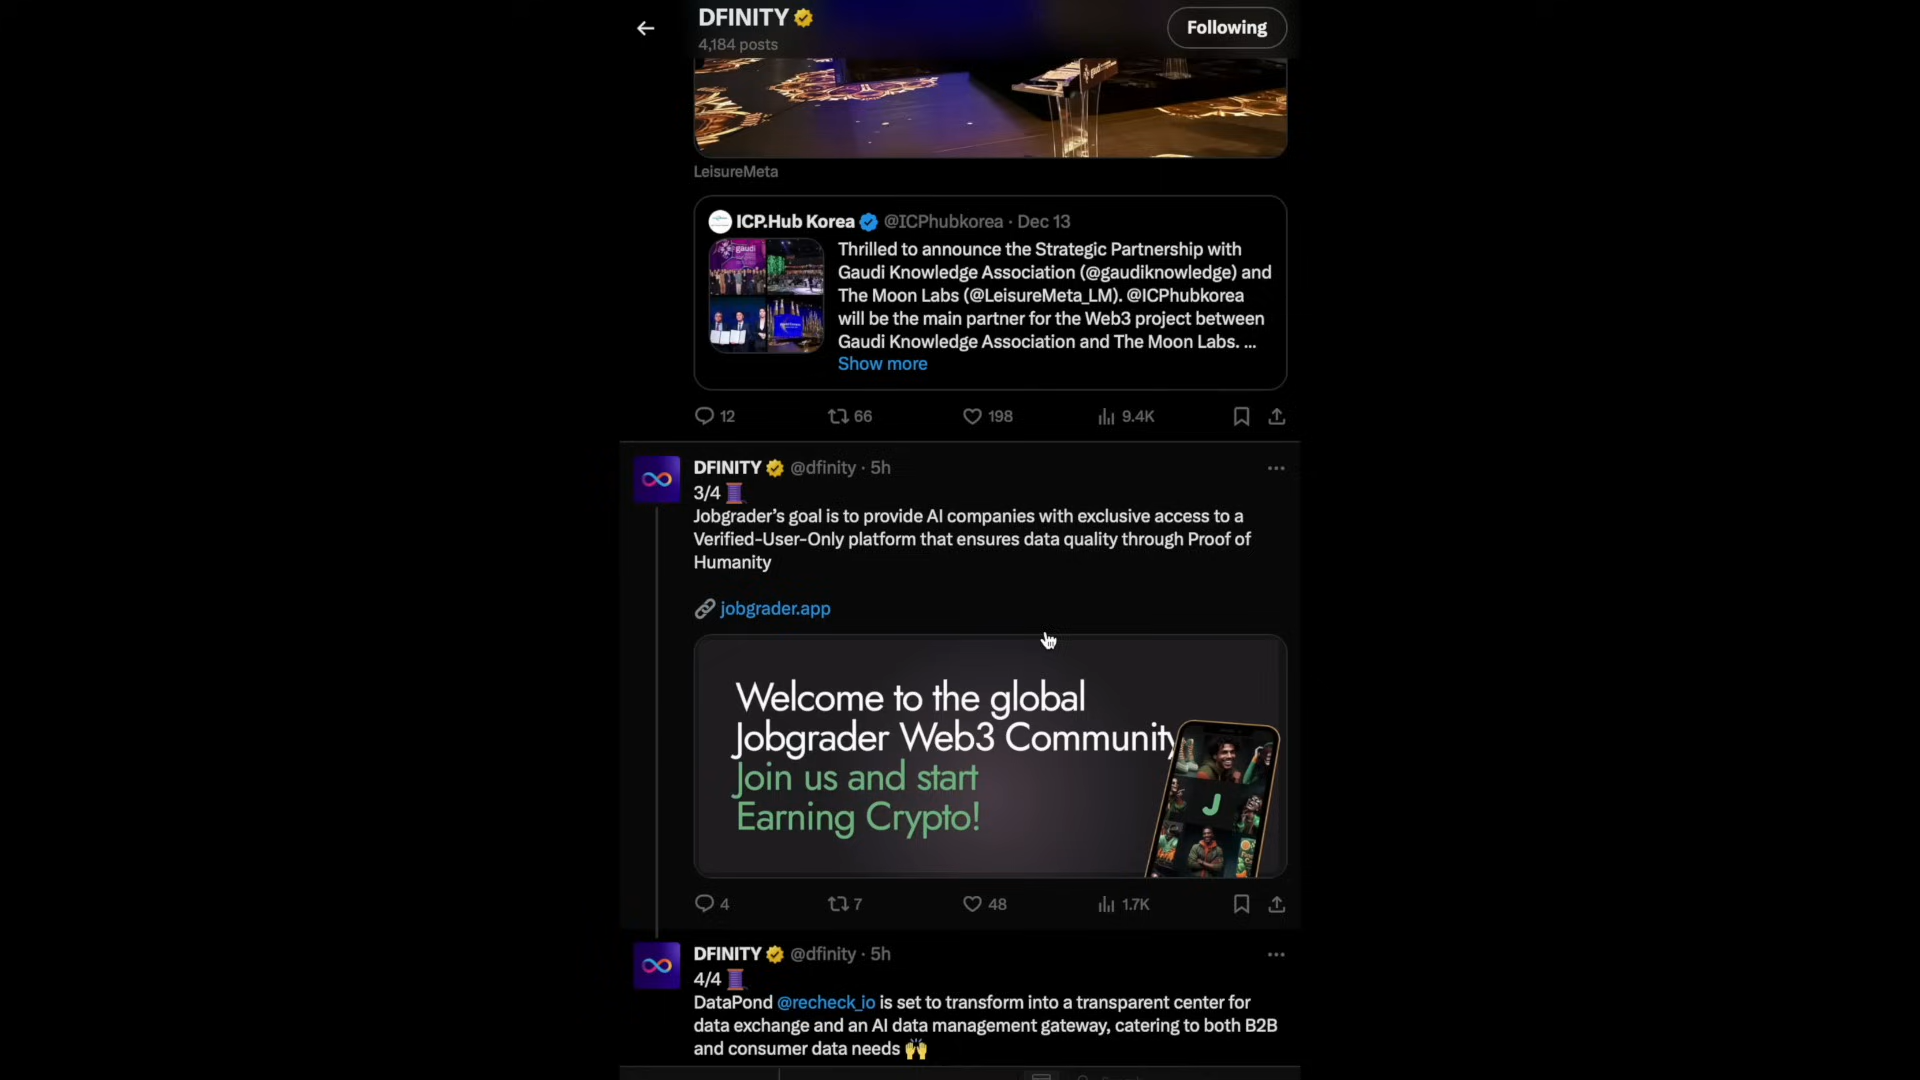 DFINITY
4,184 posts
Following
LeisureMeta
ICP.Hub Korea @ICPhubkorea · Dec 13
Thrilled to announce the Strategic Partnership with
Gaudi Knowledge Association (@gaudiknowledge) and
The Moon Labs (@LeisureMeta_LM). @ICPhubkorea
will be the main partner for the Web3 project between
Gaudi Knowledge Association and The Moon Labs. ...
Show more
12 66 198 9.4K
DFINITY @dfinity · 5h
3/4
Jobgrader’s goal is to provide AI companies with exclusive access to a
Verified-User-Only platform that ensures data quality through Proof of
Humanity
jobgrader.app
Welcome to the global
Jobgrader Web3 Community
Join us and start
Earning Crypto!
J
4 7 48 1.7K
DFINITY @dfinity · 5h
4/4
DataPond @recheck_io is set to transform into a transparent center for
data exchange and an AI data management gateway, catering to both B2B
and consumer data needs